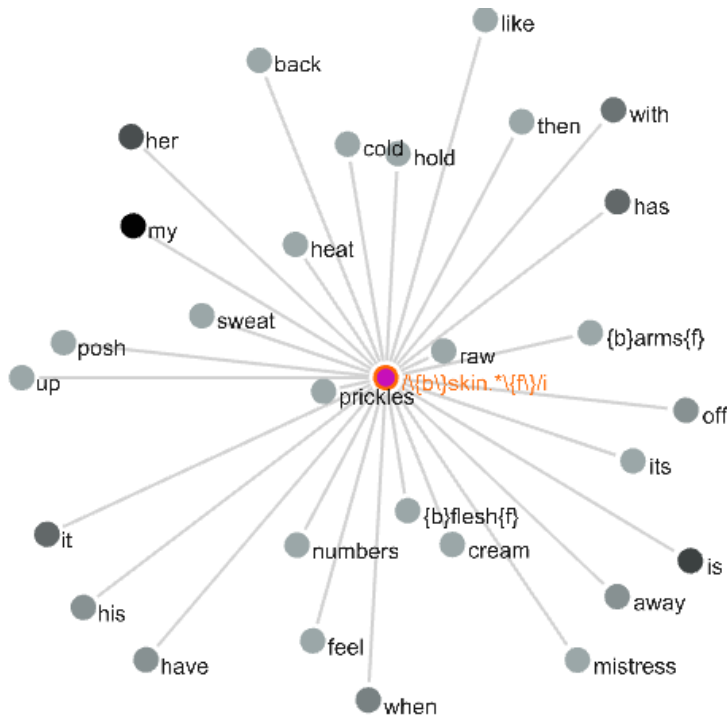 like
back
with
then
her
cold
hold
has
my
heat
sweat
{b}arms{f}
posh
raw
up
/\{b\}skin.*\{f\}/i
prickles
off
its
{b}flesh{f}
it
numbers
cream
is
away
his
feel
have
mistress
when